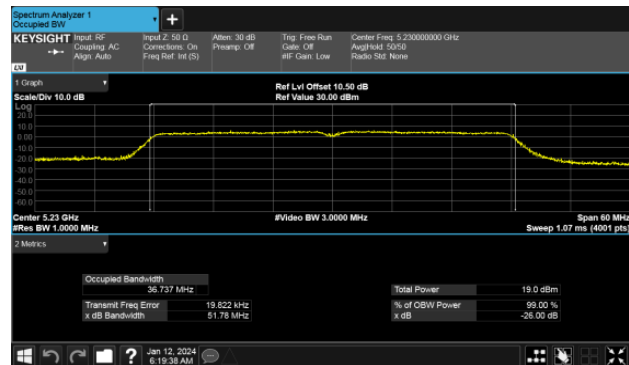 Spectrum Analyzer 1
Occupied BW
+
KEYSIGHT
Input: RF
Coupling: AC
Align: Auto
Input Z: 50 Ω
Corrections: On
Freq Ref: Int (S)
Atten: 30 dB
Preamp: Off
Trig: Free Run
Gate: Off
#IF Gain: Low
Center Freq: 5.230000000 GHz
Avg|Hold: 50/50
Radio Std: None
LXI
1 Graph
Scale/Div 10.0 dB
Ref Lvl Offset 10.50 dB
Ref Value 30.00 dBm
Log
20.0
10.0
0.00
-10.0
-20.0
-30.0
-40.0
-50.0
-60.0
Center 5.23 GHz
#Res BW 1.0000 MHz
#Video BW 3.0000 MHz
Span 60 MHz
Sweep 1.07 ms (4001 pts)
2 Metrics
Occupied Bandwidth
36.737 MHz
Transmit Freq Error 19.822 kHz
x dB Bandwidth 51.78 MHz
Total Power 19.0 dBm
% of OBW Power 99.00 %
x dB -26.00 dB
?
Jan 12, 2024
6:19:38 AM